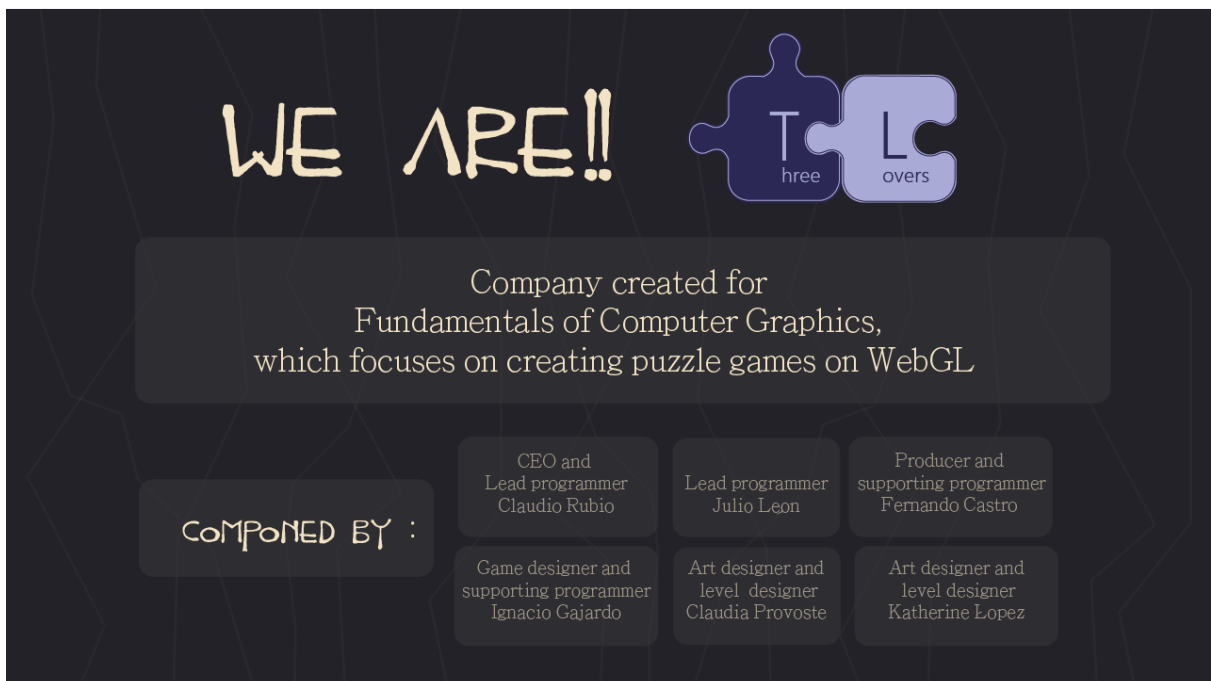 WE ARE!!
Three Lovers
Company created for
Fundamentals of Computer Graphics,
which focuses on creating puzzle games on WebGL
COMPONED BY :
CEO and
Lead programmer
Claudio Rubio
Lead programmer
Julio Leon
Producer and
supporting programmer
Fernando Castro
Game designer and
supporting programmer
Ignacio Gajardo
Art designer and
level designer
Claudia Provoste
Art designer and
level designer
Katherine Lopez